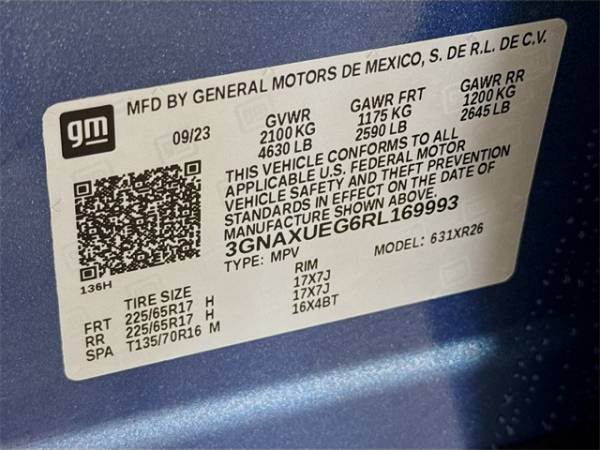 gm
MFD BY GENERAL MOTORS DE MEXICO, S. DE R.L. DE C.V.
09/23
GVWR
2100 KG
4630 LB
GAWR FRT
1175 KG
2590 LB
GAWR RR
1200 KG
2645 LB
THIS VEHICLE CONFORMS TO ALL
APPLICABLE U.S. FEDERAL MOTOR
VEHICLE SAFETY AND THEFT PREVENTION
STANDARDS IN EFFECT ON THE DATE OF
MANUFACTURE SHOWN ABOVE.
3GNAXUEG6RL169993
TYPE: MPV MODEL: 631XR26
136H
TIRE SIZE RIM
FRT 225/65R17 H 17X7J
RR 225/65R17 H 17X7J
SPA T135/70R16 M 16X4BT